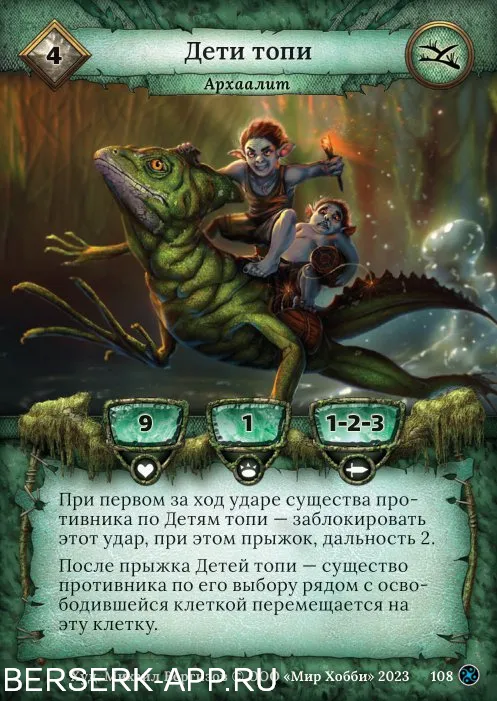 4
Дети топи
Архаалит
9
1
1-2-3
При первом за ход ударе существа про-
тивника по Детям топи — заблокировать
этот удар, при этом прыжок, дальность 2.
После прыжка Детей топи — существо
противника по его выбору рядом с осво-
бодившейся клеткой перемещается на
эту клетку.
Михаил © ООО «Мир Хобби» 2023 108
BERSERK-APP.RU